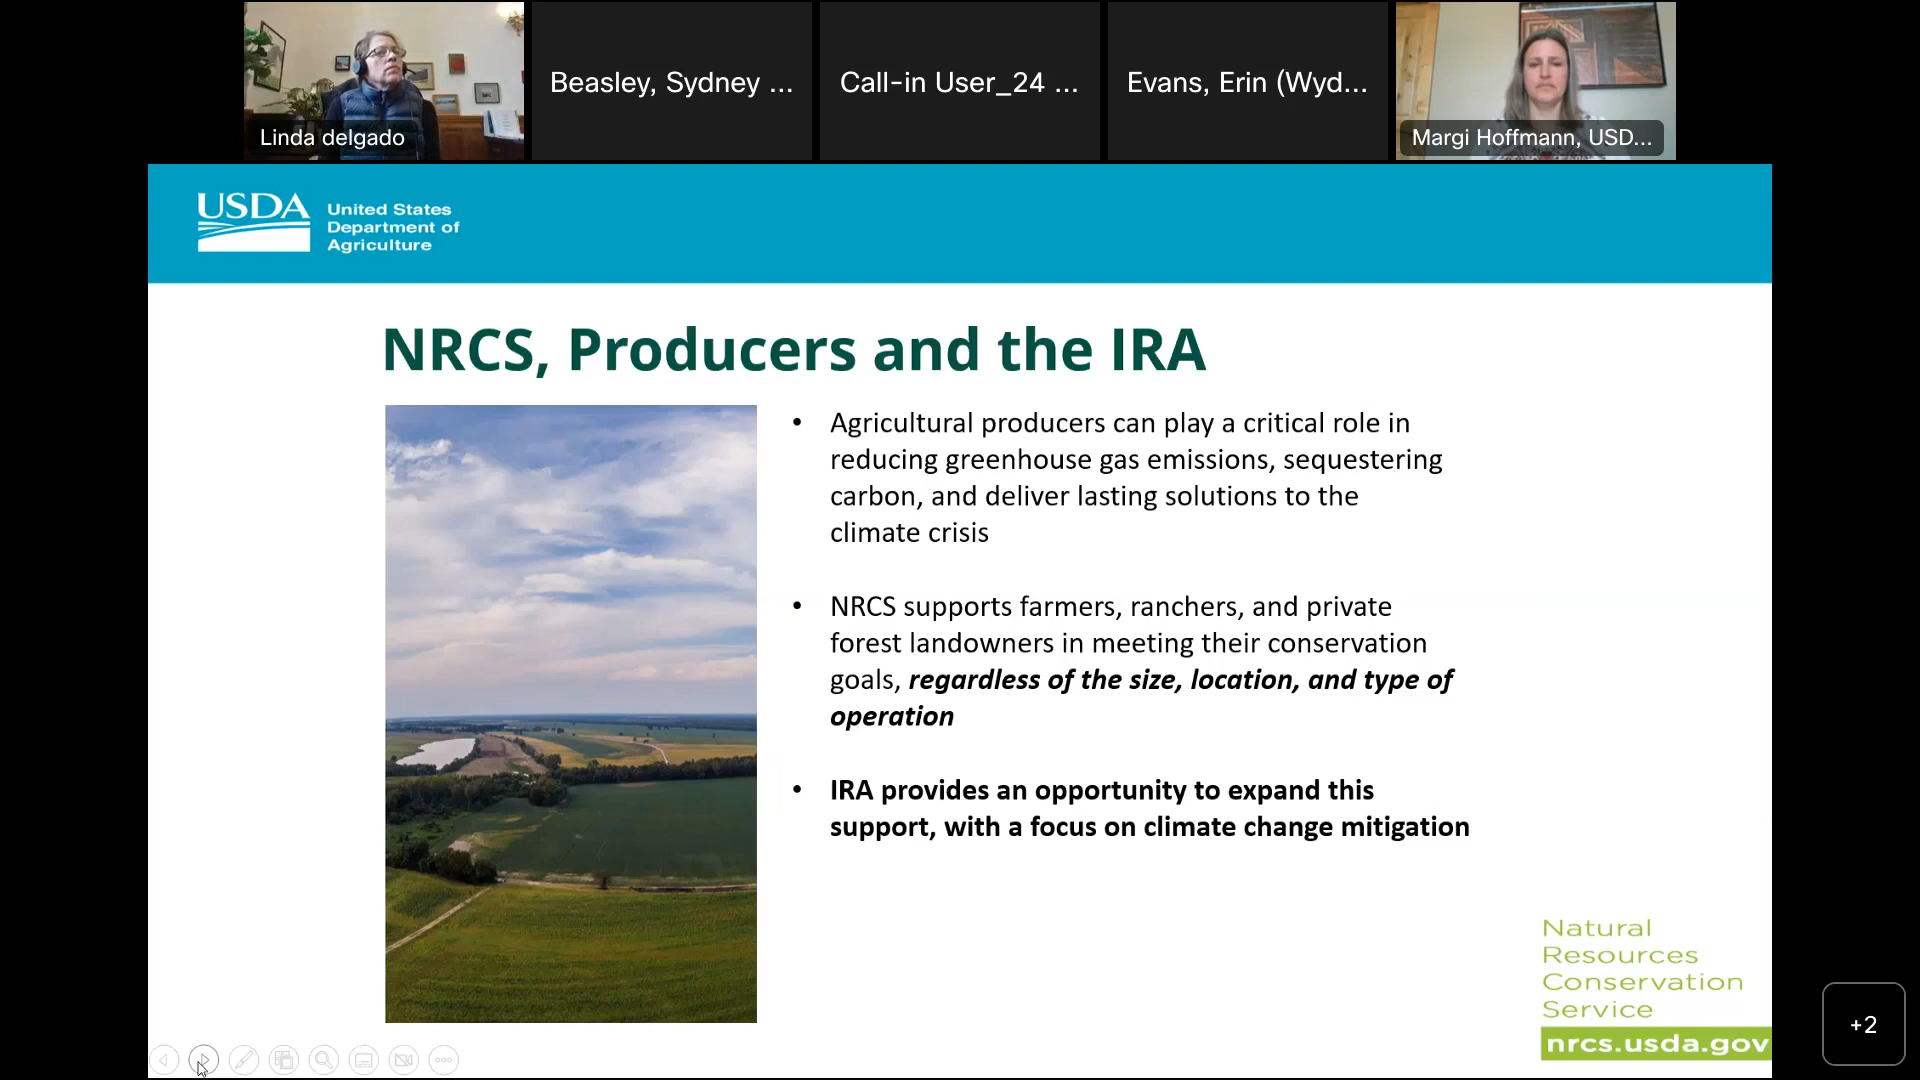 Linda delgado
Beasley, Sydney ...
Call-in User_24 ...
Evans, Erin (Wyd...
Margi Hoffmann, USD...
USDA
United States
Department of
Agriculture
NRCS, Producers and the IRA
• Agricultural producers can play a critical role in
reducing greenhouse gas emissions, sequestering
carbon, and deliver lasting solutions to the
climate crisis
• NRCS supports farmers, ranchers, and private
forest landowners in meeting their conservation
goals, regardless of the size, location, and type of
operation
• IRA provides an opportunity to expand this
support, with a focus on climate change mitigation
Natural
Resources
Conservation
Service
nrcs.usda.gov
+2